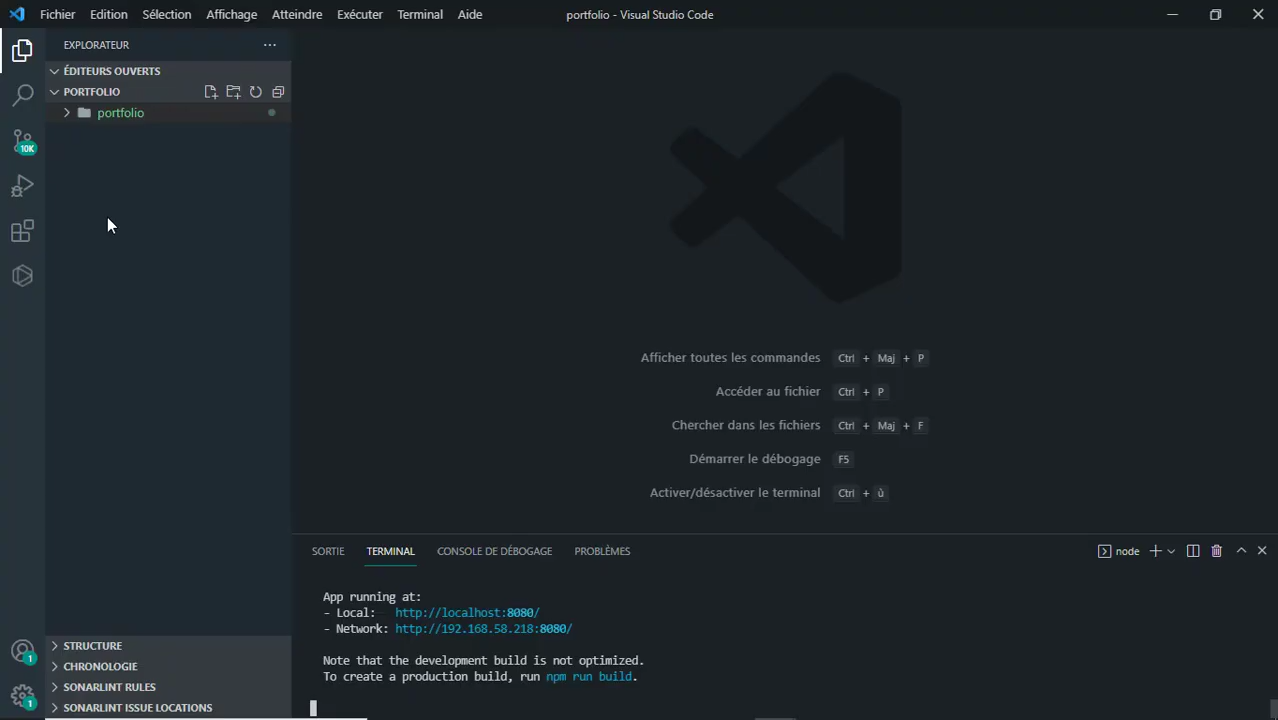 Fichier Edition Sélection Affichage Atteindre Exécuter Terminal Aide portfolio - Visual Studio Code
EXPLORATEUR
ÉDITEURS OUVERTS
PORTFOLIO
portfolio
10K
Afficher toutes les commandes Ctrl + Maj + P
Accéder au fichier Ctrl + P
Chercher dans les fichiers Ctrl + Maj + F
Démarrer le débogage F5
Activer/désactiver le terminal Ctrl + ù
SORTIE TERMINAL CONSOLE DE DÉBOGAGE PROBLÈMES node
App running at:
- Local: http://localhost:8080/
- Network: http://192.168.58.218:8080/
Note that the development build is not optimized.
To create a production build, run npm run build.
STRUCTURE
CHRONOLOGIE
SONARLINT RULES
SONARLINT ISSUE LOCATIONS
1
1